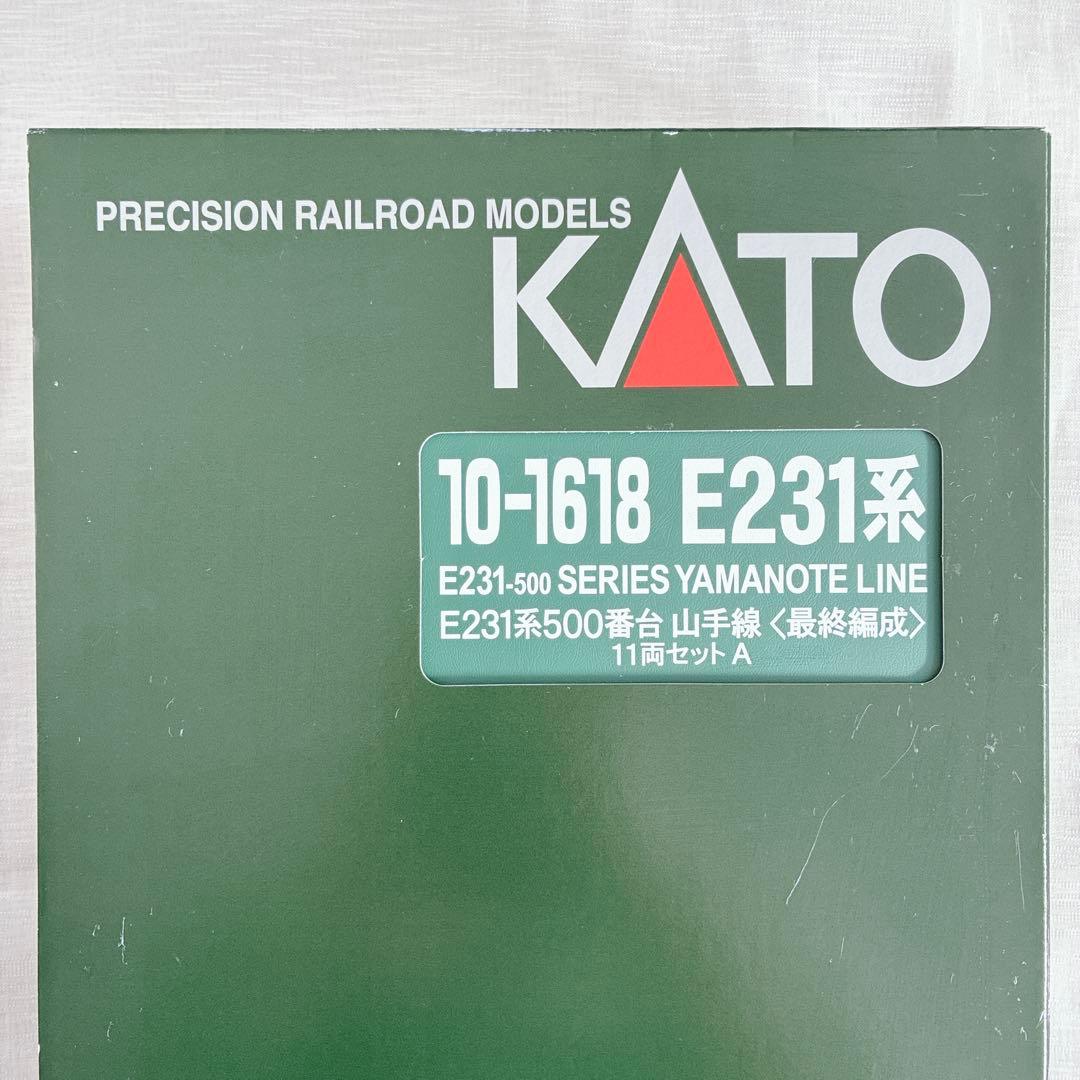 PRECISION RAILROAD MODELS
KATO
10-1618 E231系
E231-500 SERIES YAMANOTE LINE
E231系500番台 山手線〈最終編成〉
11両セット A